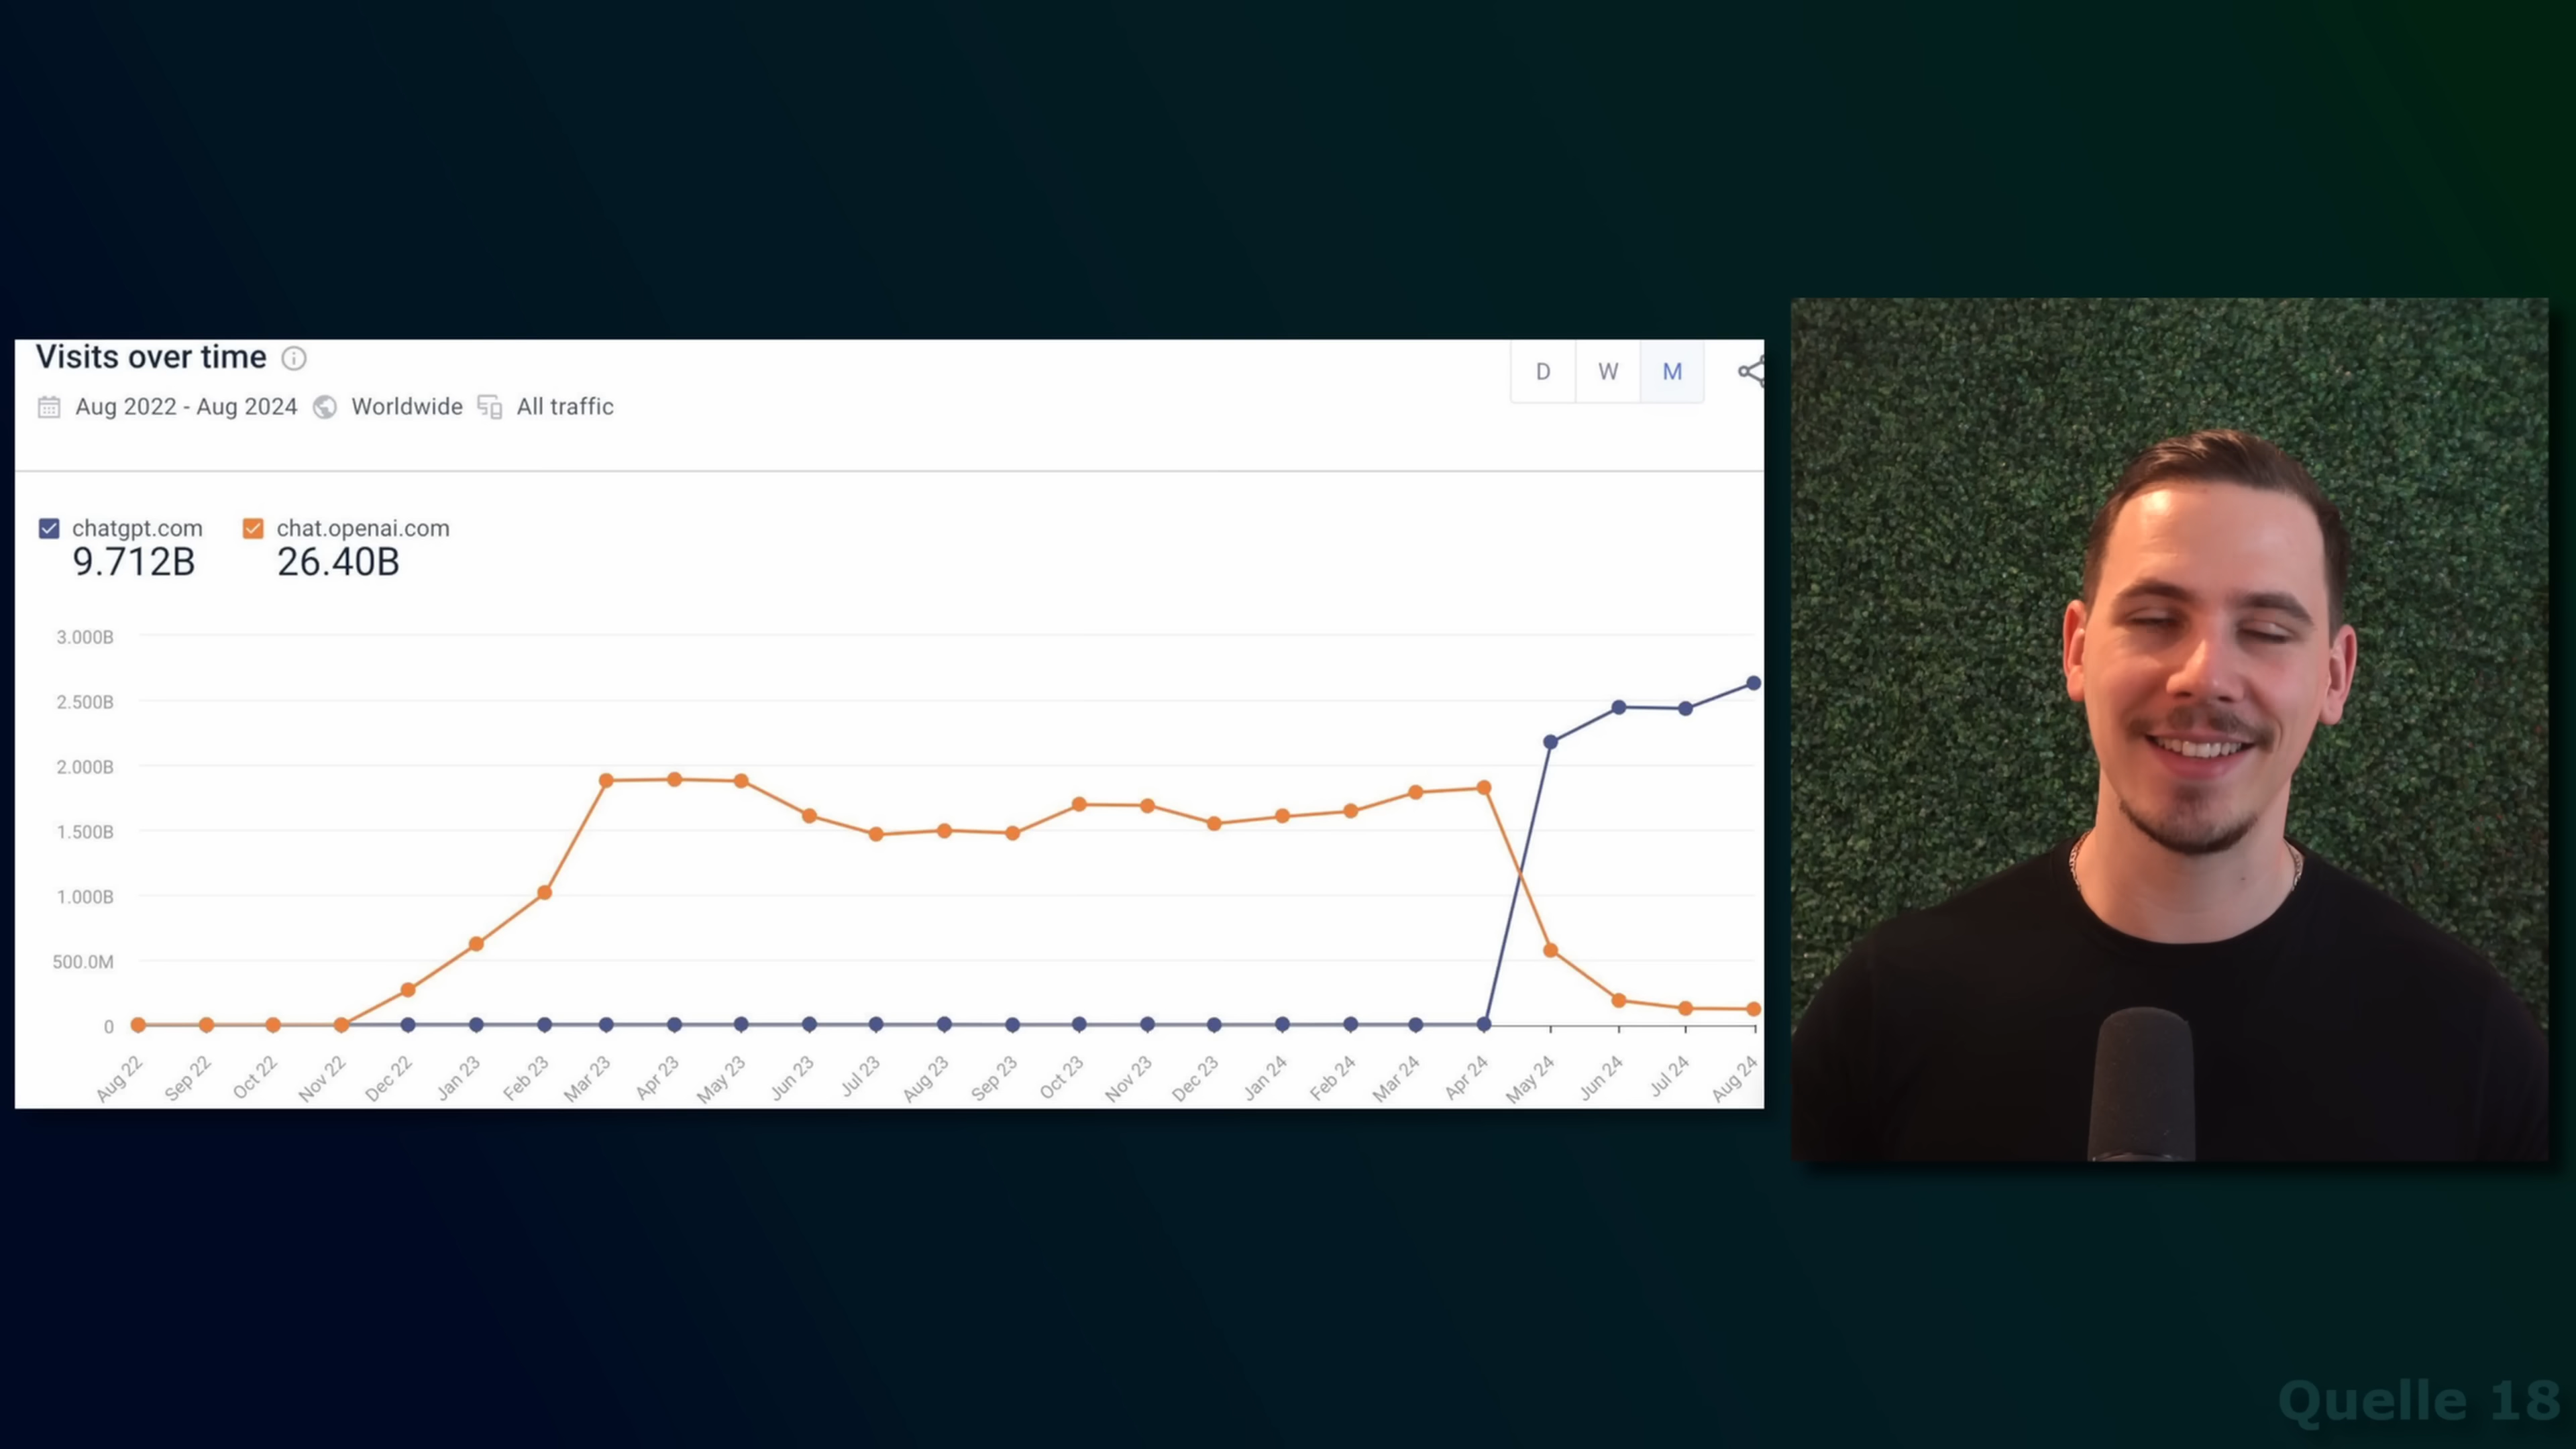 Visits over time
D W M
Aug 2022 - Aug 2024 Worldwide All traffic
chatgpt.com chat.openai.com
9.712B 26.40B
3.000B
2.500B
2.000B
1.500B
1.000B
500.0M
0
Aug 22 Sep 22 Oct 22 Nov 22 Dec 22 Jan 23 Feb 23 Mar 23 Apr 23 May 23 Jun 23 Jul 23 Aug 23 Sep 23 Oct 23 Nov 23 Dec 23 Jan 24 Feb 24 Mar 24 Apr 24 May 24 Jun 24 Jul 24 Aug 24
Quelle 18